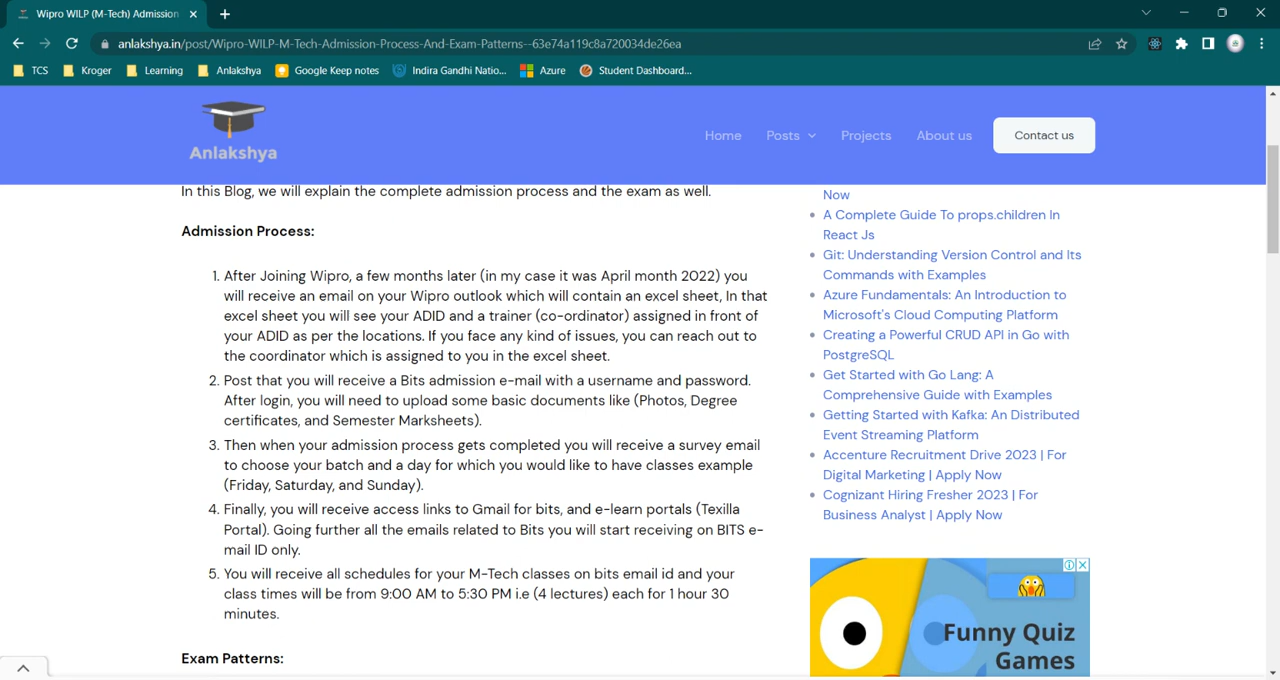 Wipro WILP (M-Tech) Admission
anlakshya.in/post/Wipro-WILP-M-Tech-Admission-Process-And-Exam-Patterns--63e74a119c8a720034de26ea
TCS Kroger Learning Anlakshya Google Keep notes Indira Gandhi Natio... Azure Student Dashboard...
Anlakshya
Home Posts Projects About us Contact us
In this Blog, we will explain the complete admission process and the exam as well.
Admission Process:
1. After Joining Wipro, a few months later (in my case it was April month 2022) you
will receive an email on your Wipro outlook which will contain an excel sheet, In that
excel sheet you will see your ADID and a trainer (co-ordinator) assigned in front of
your ADID as per the locations. If you face any kind of issues, you can reach out to
the coordinator which is assigned to you in the excel sheet.
2. Post that you will receive a Bits admission e-mail with a username and password.
After login, you will need to upload some basic documents like (Photos, Degree
certificates, and Semester Marksheets).
3. Then when your admission process gets completed you will receive a survey email
to choose your batch and a day for which you would like to have classes example
(Friday, Saturday, and Sunday).
4. Finally, you will receive access links to Gmail for bits, and e-learn portals (Texilla
Portal). Going further all the emails related to Bits you will start receiving on BITS e-
mail ID only.
5. You will receive all schedules for your M-Tech classes on bits email id and your
class times will be from 9:00 AM to 5:30 PM i.e (4 lectures) each for 1 hour 30
minutes.
Exam Patterns:
Now
A Complete Guide To props.children In
React Js
Git: Understanding Version Control and Its
Commands with Examples
Azure Fundamentals: An Introduction to
Microsoft's Cloud Computing Platform
Creating a Powerful CRUD API in Go with
PostgreSQL
Get Started with Go Lang: A
Comprehensive Guide with Examples
Getting Started with Kafka: An Distributed
Event Streaming Platform
Accenture Recruitment Drive 2023 | For
Digital Marketing | Apply Now
Cognizant Hiring Fresher 2023 | For
Business Analyst | Apply Now
Funny Quiz
Games